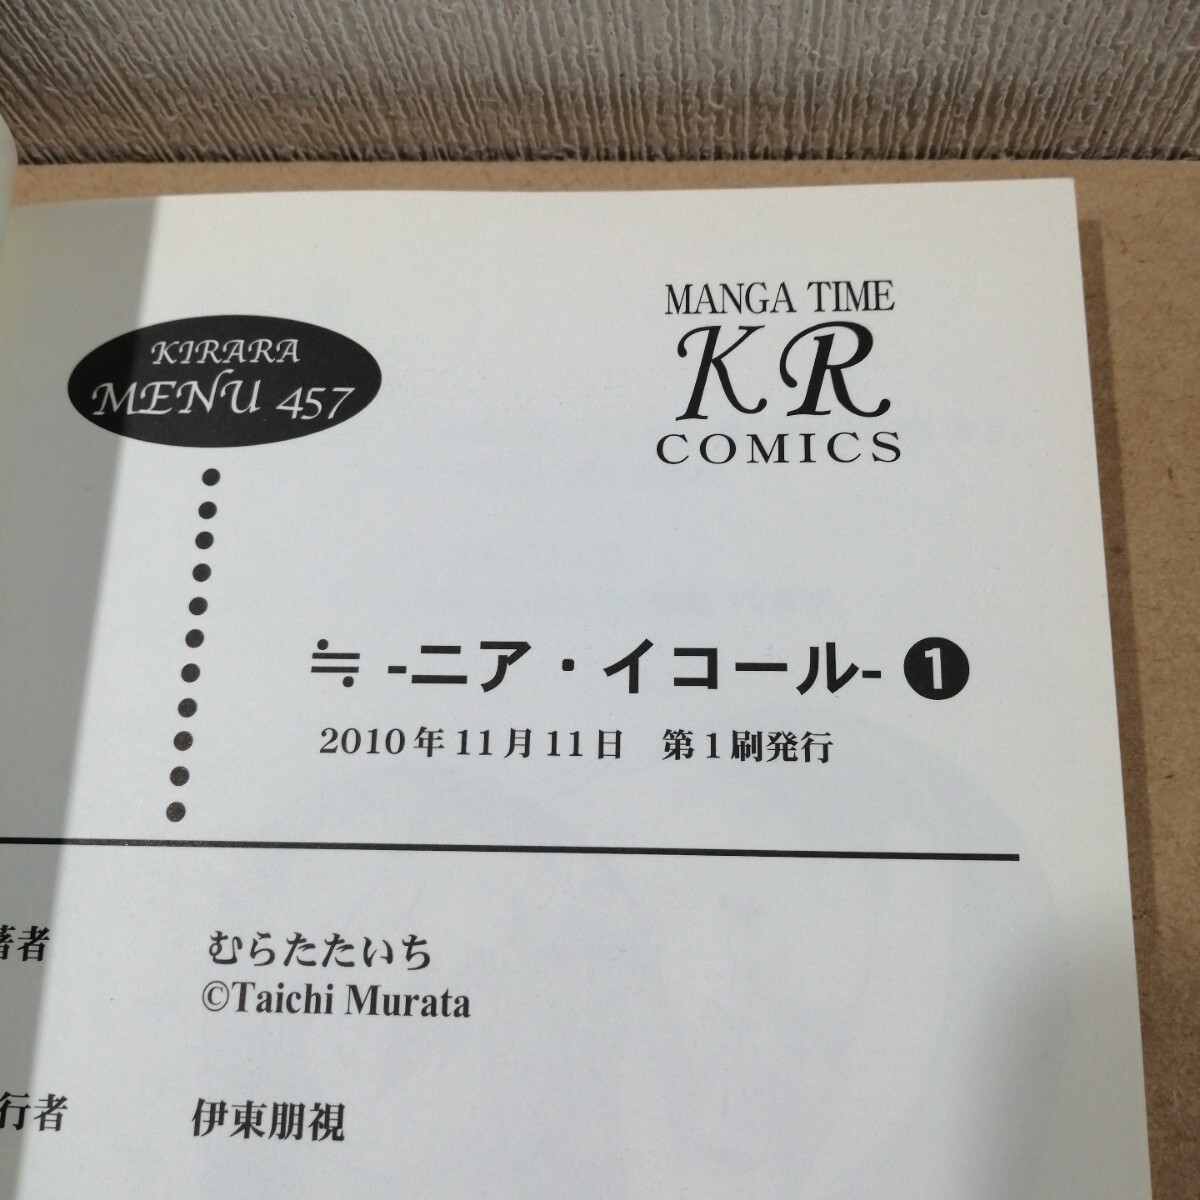 KIRARA
MENU 457
MANGA TIME
KR
COMICS
≒ -ニア・イコール- ❶
2010年11月11日　第1刷発行
著者　むらたたいち
©Taichi Murata
行者　伊東朋視